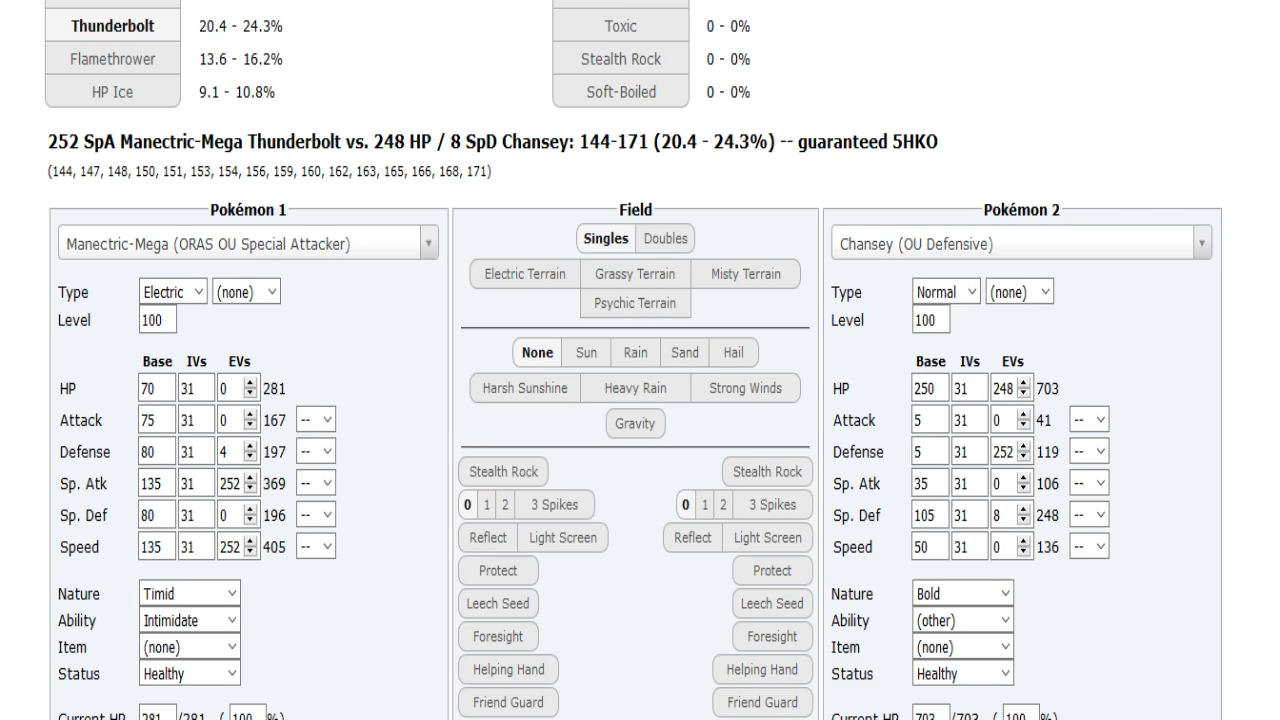 Thunderbolt 20.4 - 24.3% Toxic 0 - 0%
Flamethrower 13.6 - 16.2% Stealth Rock 0 - 0%
HP Ice 9.1 - 10.8% Soft-Boiled 0 - 0%
252 SpA Manectric-Mega Thunderbolt vs. 248 HP / 8 SpD Chansey: 144-171 (20.4 - 24.3%) -- guaranteed 5HKO
(144, 147, 148, 150, 151, 153, 154, 156, 159, 160, 162, 163, 165, 166, 168, 171)
Pokémon 1
Manectric-Mega (ORAS OU Special Attacker)
Type Electric (none)
Level 100
Base IVs EVs
HP 70 31 0 281
Attack 75 31 0 167 --
Defense 80 31 4 197 --
Sp. Atk 135 31 252 369 --
Sp. Def 80 31 0 196 --
Speed 135 31 252 405 --
Nature Timid
Ability Intimidate
Item (none)
Status Healthy
Current HP 281 /281 ( 100 %)
Field
Singles Doubles
Electric Terrain Grassy Terrain Misty Terrain
Psychic Terrain
None Sun Rain Sand Hail
Harsh Sunshine Heavy Rain Strong Winds
Gravity
Stealth Rock Stealth Rock
0 1 2 3 Spikes 0 1 2 3 Spikes
Reflect Light Screen Reflect Light Screen
Protect Protect
Leech Seed Leech Seed
Foresight Foresight
Helping Hand Helping Hand
Friend Guard Friend Guard
Pokémon 2
Chansey (OU Defensive)
Type Normal (none)
Level 100
Base IVs EVs
HP 250 31 248 703
Attack 5 31 0 41 --
Defense 5 31 252 119 --
Sp. Atk 35 31 0 106 --
Sp. Def 105 31 8 248 --
Speed 50 31 0 136 --
Nature Bold
Ability (other)
Item (none)
Status Healthy
Current HP 703 /703 ( 100 %)